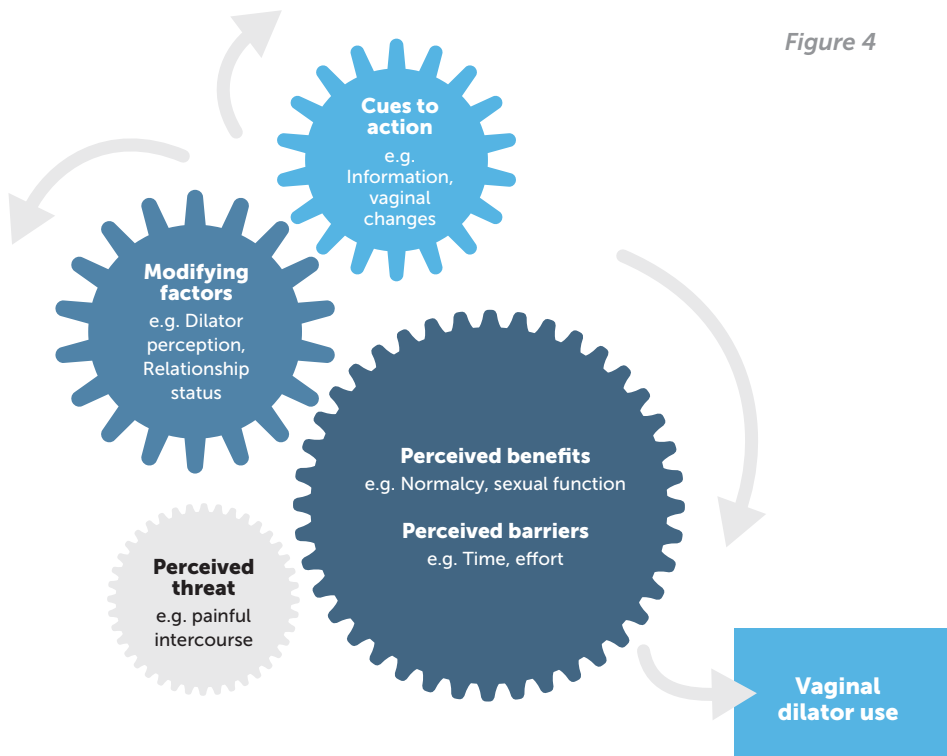 Figure 4
Cues to
action
e.g.
Information,
vaginal
changes
Modifying
factors
e.g. Dilator
perception,
Relationship
status
Perceived benefits
e.g. Normalcy, sexual function
Perceived barriers
e.g. Time, effort
Perceived
threat
e.g. painful
intercourse
Vaginal
dilator use